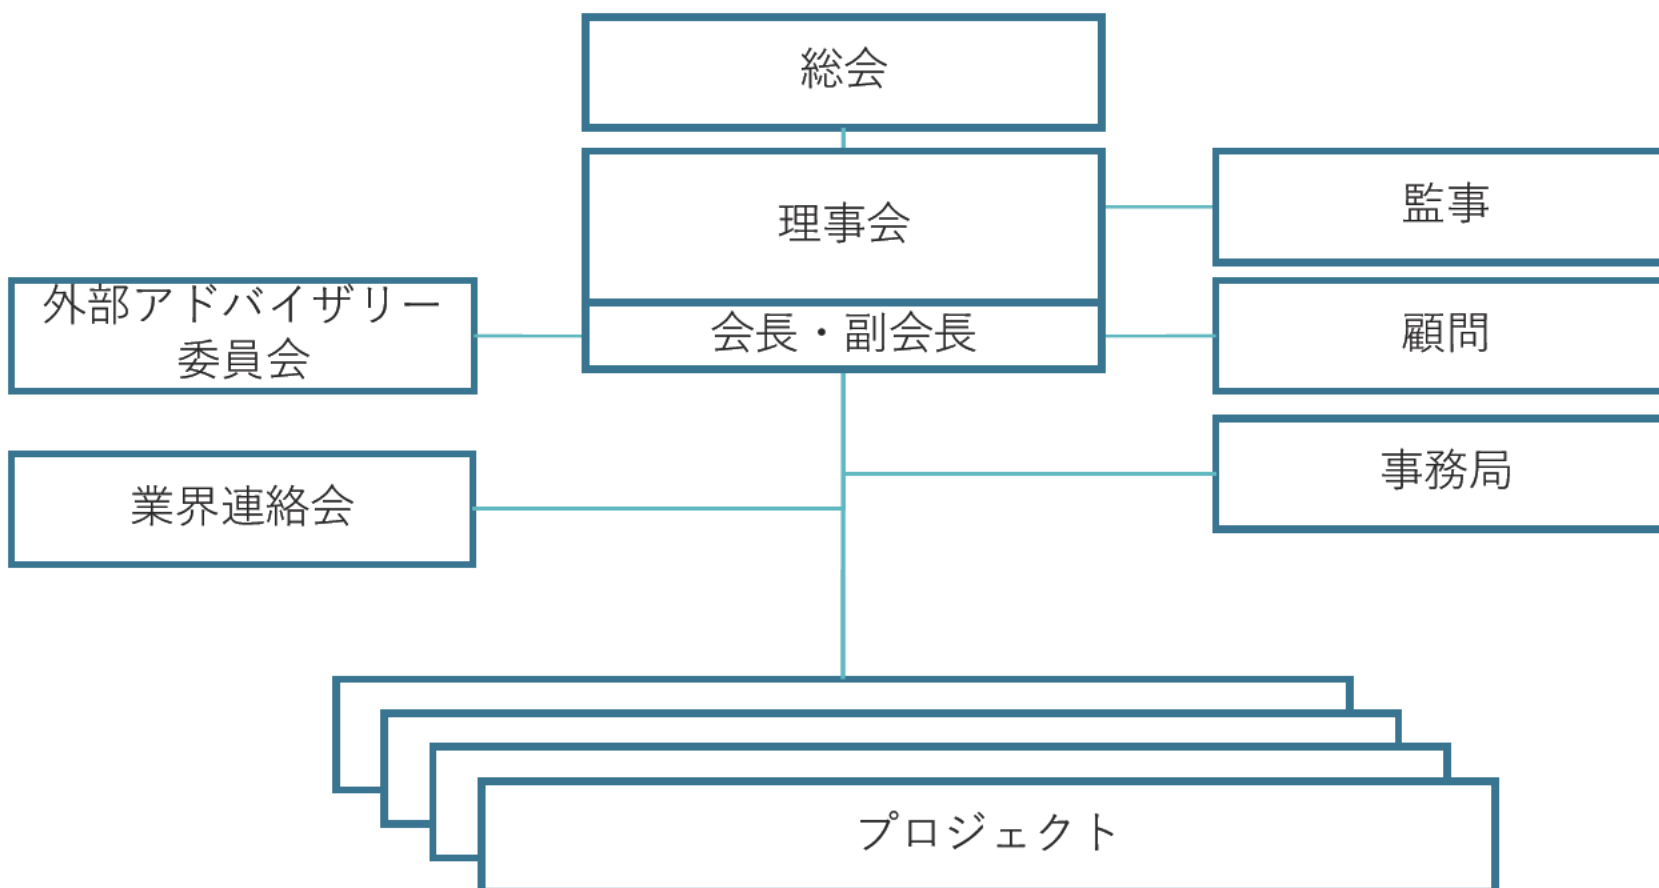 総会
理事会
監事
外部アドバイザリー
委員会
会長・副会長
顧問
事務局
業界連絡会
プロジェクト